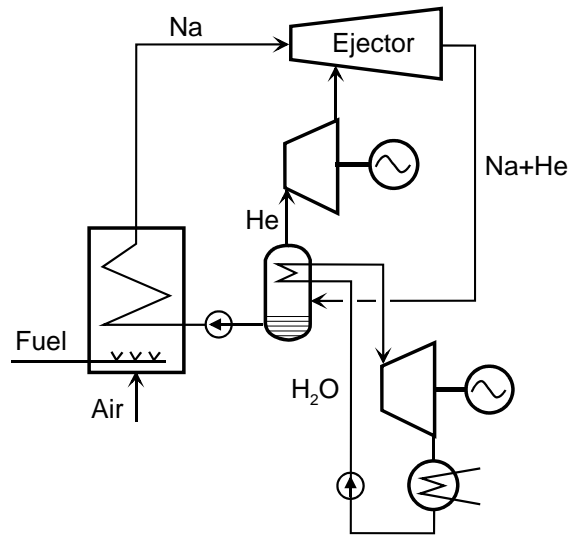 Na
Ejector
Na+He
He
Fuel
H₂O
Air